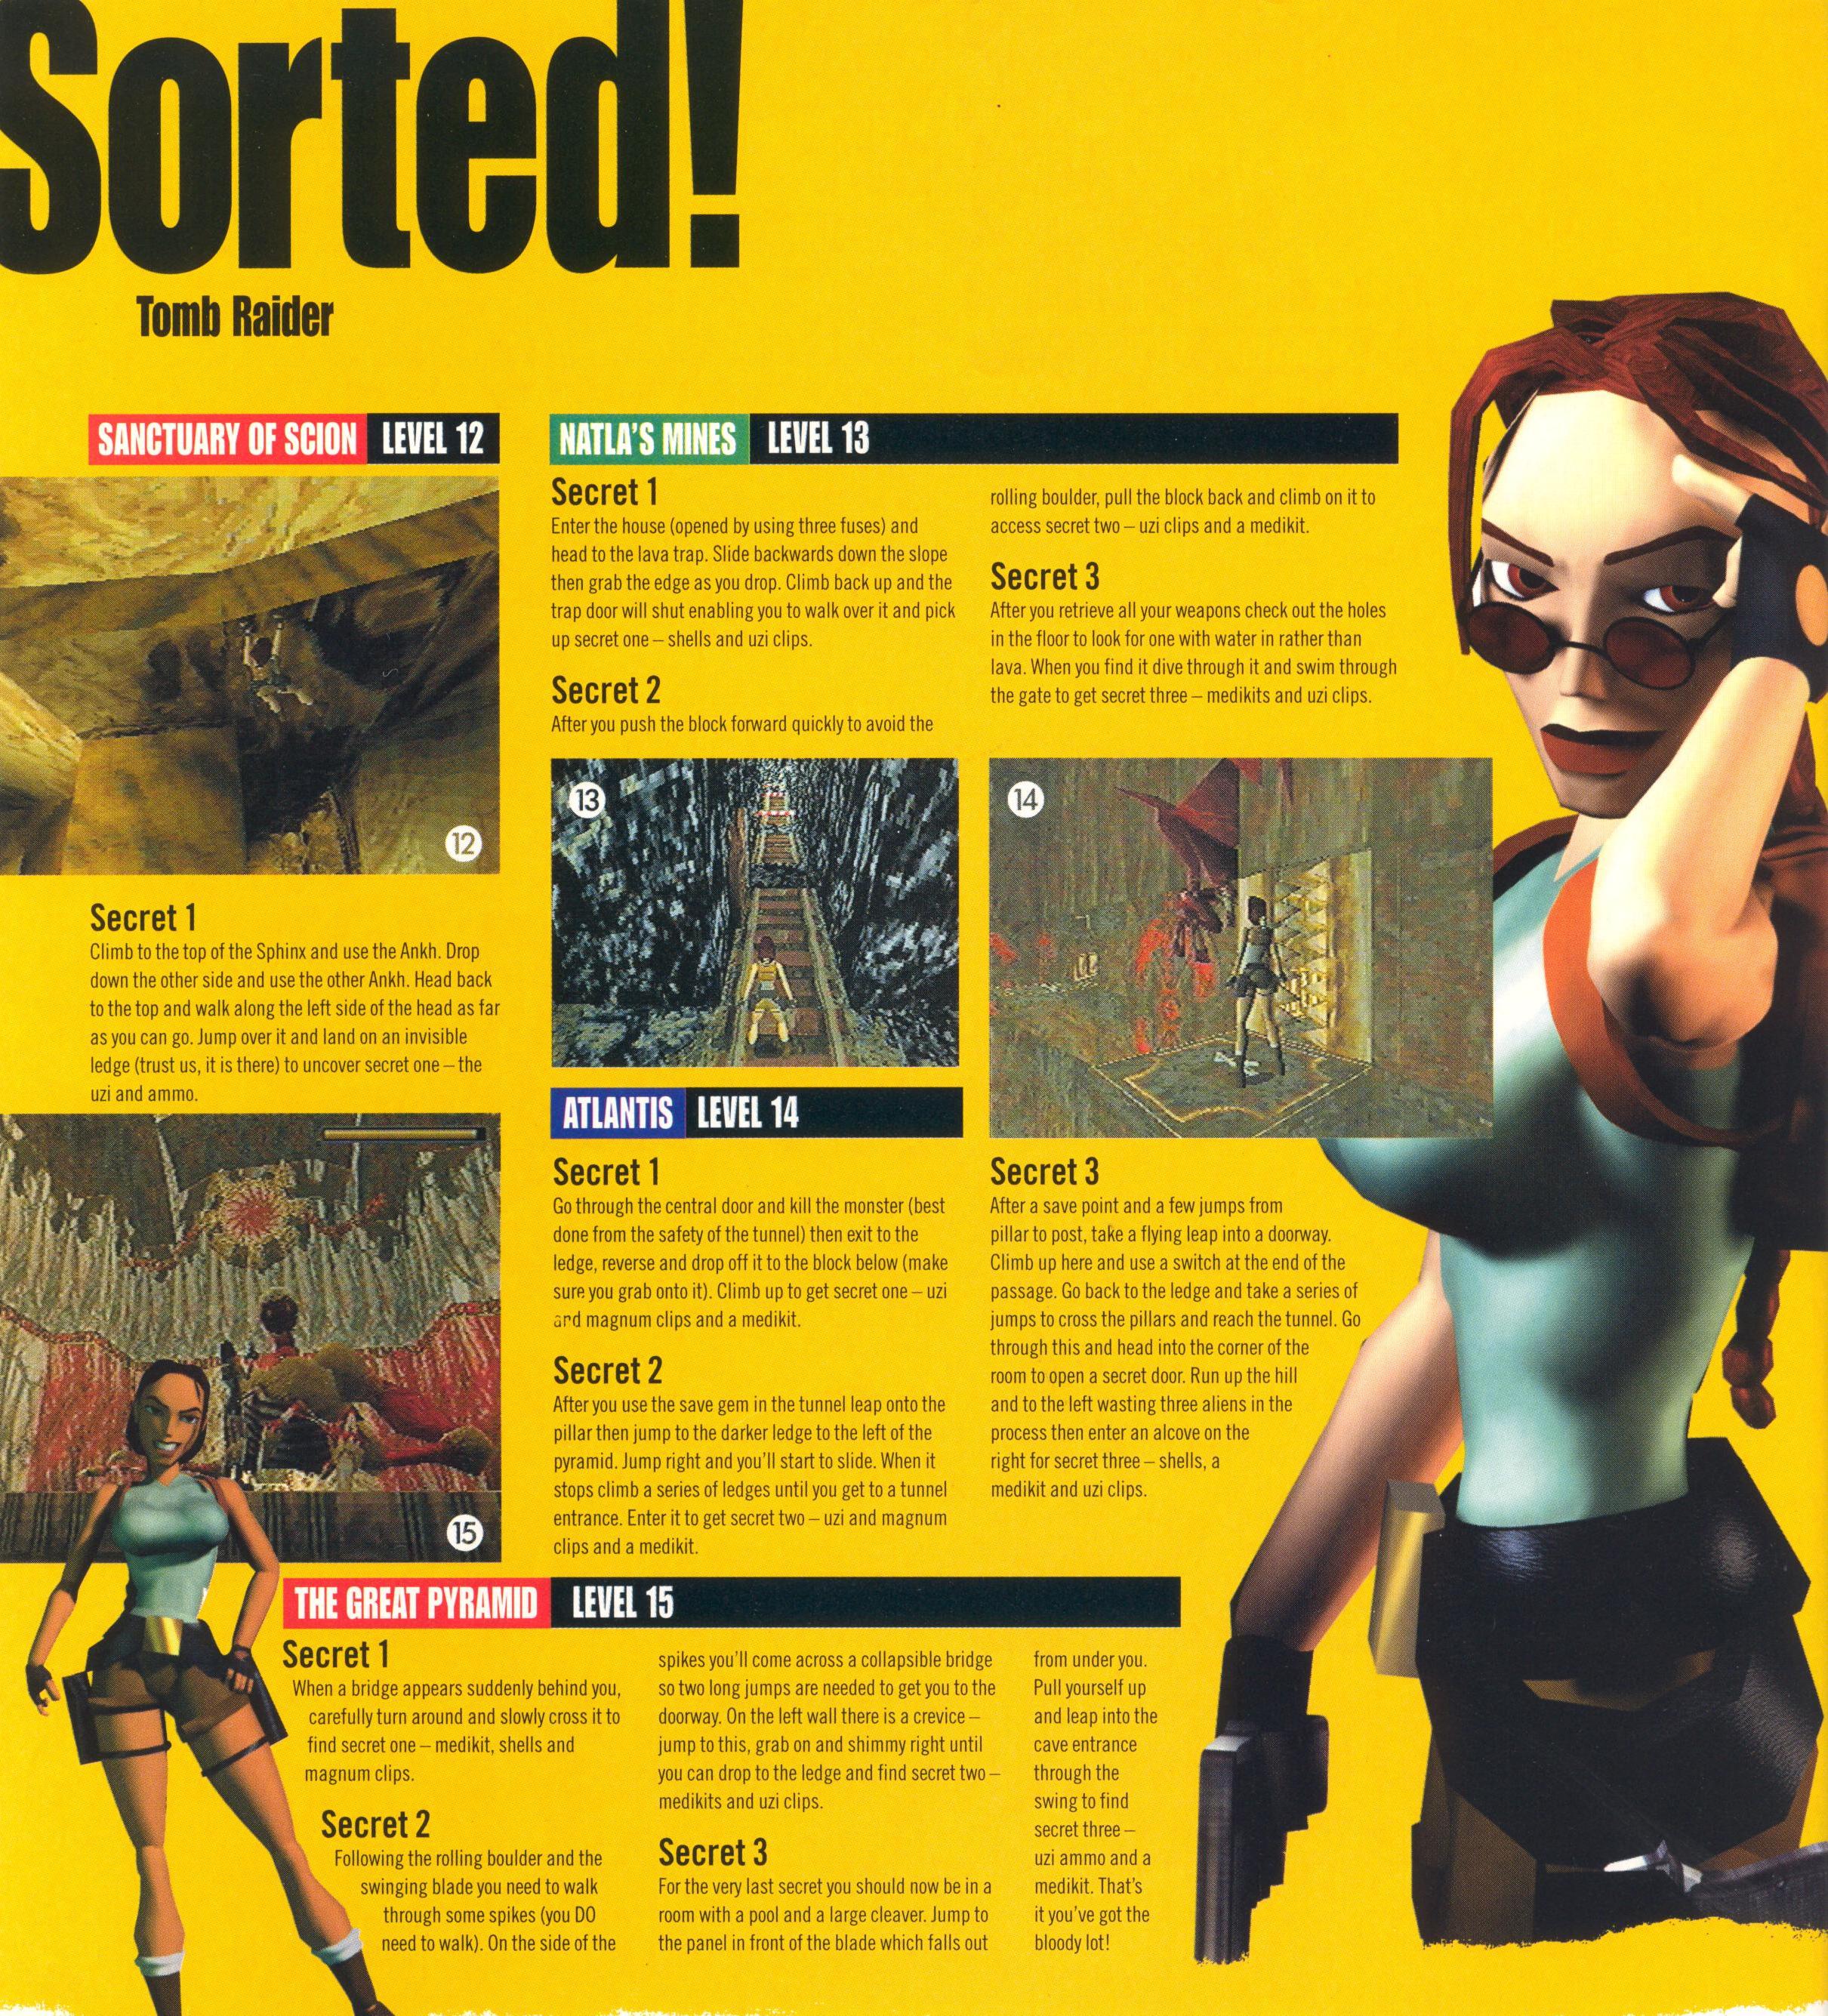 Sorted!
Tomb Raider
SANCTUARY OF SCION LEVEL 12
12
Secret 1
Climb to the top of the Sphinx and use the Ankh. Drop
down the other side and use the other Ankh. Head back
to the top and walk along the left side of the head as far
as you can go. Jump over it and land on an invisible
ledge (trust us, it is there) to uncover secret one – the
uzi and ammo.
15
NATLA'S MINES LEVEL 13
Secret 1
Enter the house (opened by using three fuses) and
head to the lava trap. Slide backwards down the slope
then grab the edge as you drop. Climb back up and the
trap door will shut enabling you to walk over it and pick
up secret one – shells and uzi clips.
Secret 2
After you push the block forward quickly to avoid the
rolling boulder, pull the block back and climb on it to
access secret two – uzi clips and a medikit.
Secret 3
After you retrieve all your weapons check out the holes
in the floor to look for one with water in rather than
lava. When you find it dive through it and swim through
the gate to get secret three – medikits and uzi clips.
13
14
ATLANTIS LEVEL 14
Secret 1
Go through the central door and kill the monster (best
done from the safety of the tunnel) then exit to the
ledge, reverse and drop off it to the block below (make
sure you grab onto it). Climb up to get secret one – uzi
and magnum clips and a medikit.
Secret 2
After you use the save gem in the tunnel leap onto the
pillar then jump to the darker ledge to the left of the
pyramid. Jump right and you'll start to slide. When it
stops climb a series of ledges until you get to a tunnel
entrance. Enter it to get secret two – uzi and magnum
clips and a medikit.
Secret 3
After a save point and a few jumps from
pillar to post, take a flying leap into a doorway.
Climb up here and use a switch at the end of the
passage. Go back to the ledge and take a series of
jumps to cross the pillars and reach the tunnel. Go
through this and head into the corner of the
room to open a secret door. Run up the hill
and to the left wasting three aliens in the
process then enter an alcove on the
right for secret three – shells, a
medikit and uzi clips.
THE GREAT PYRAMID LEVEL 15
Secret 1
When a bridge appears suddenly behind you,
carefully turn around and slowly cross it to
find secret one – medikit, shells and
magnum clips.
Secret 2
Following the rolling boulder and the
swinging blade you need to walk
through some spikes (you DO
need to walk). On the side of the
spikes you'll come across a collapsible bridge
so two long jumps are needed to get you to the
doorway. On the left wall there is a crevice –
jump to this, grab on and shimmy right until
you can drop to the ledge and find secret two –
medikits and uzi clips.
Secret 3
For the very last secret you should now be in a
room with a pool and a large cleaver. Jump to
the panel in front of the blade which falls out
from under you.
Pull yourself up
and leap into the
cave entrance
through the
swing to find
secret three –
uzi ammo and a
medikit. That's
it you've got the
bloody lot!